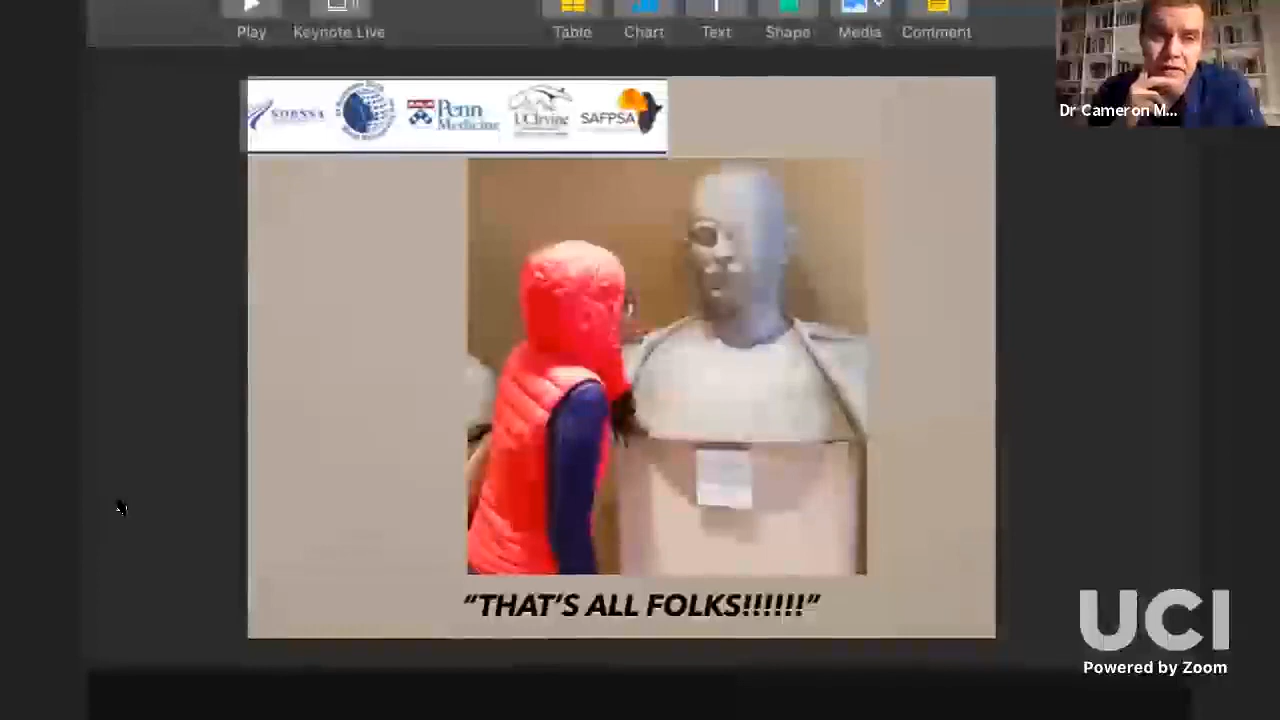 Play
Keynote Live
Table
Chart
Text
Shape
Media
Comment
Dr Cameron M...
SORSSA
Penn
Medicine
UCIrvine
SAFPSA
“THAT’S ALL FOLKS!!!!!!”
UCI
Powered by Zoom